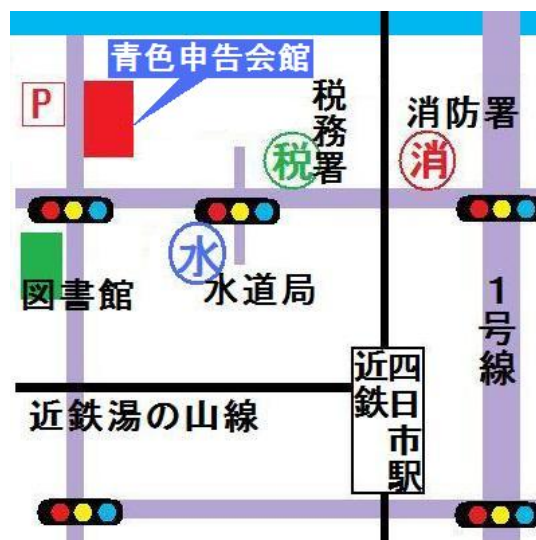 青色申告会館
P
税務署
消防署
税
消
水
図書館
水道局
1号線
近鉄
四日市駅
近鉄湯の山線